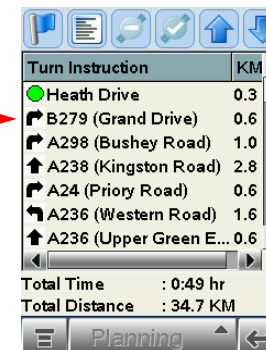 Turn Instruction KM
Heath Drive 0.3
B279 (Grand Drive) 0.6
A298 (Bushey Road) 1.0
A238 (Kingston Road) 2.8
A24 (Priory Road) 0.6
A236 (Western Road) 1.6
A236 (Upper Green E... 0.6
Total Time : 0:49 hr
Total Distance : 34.7 KM
Planning